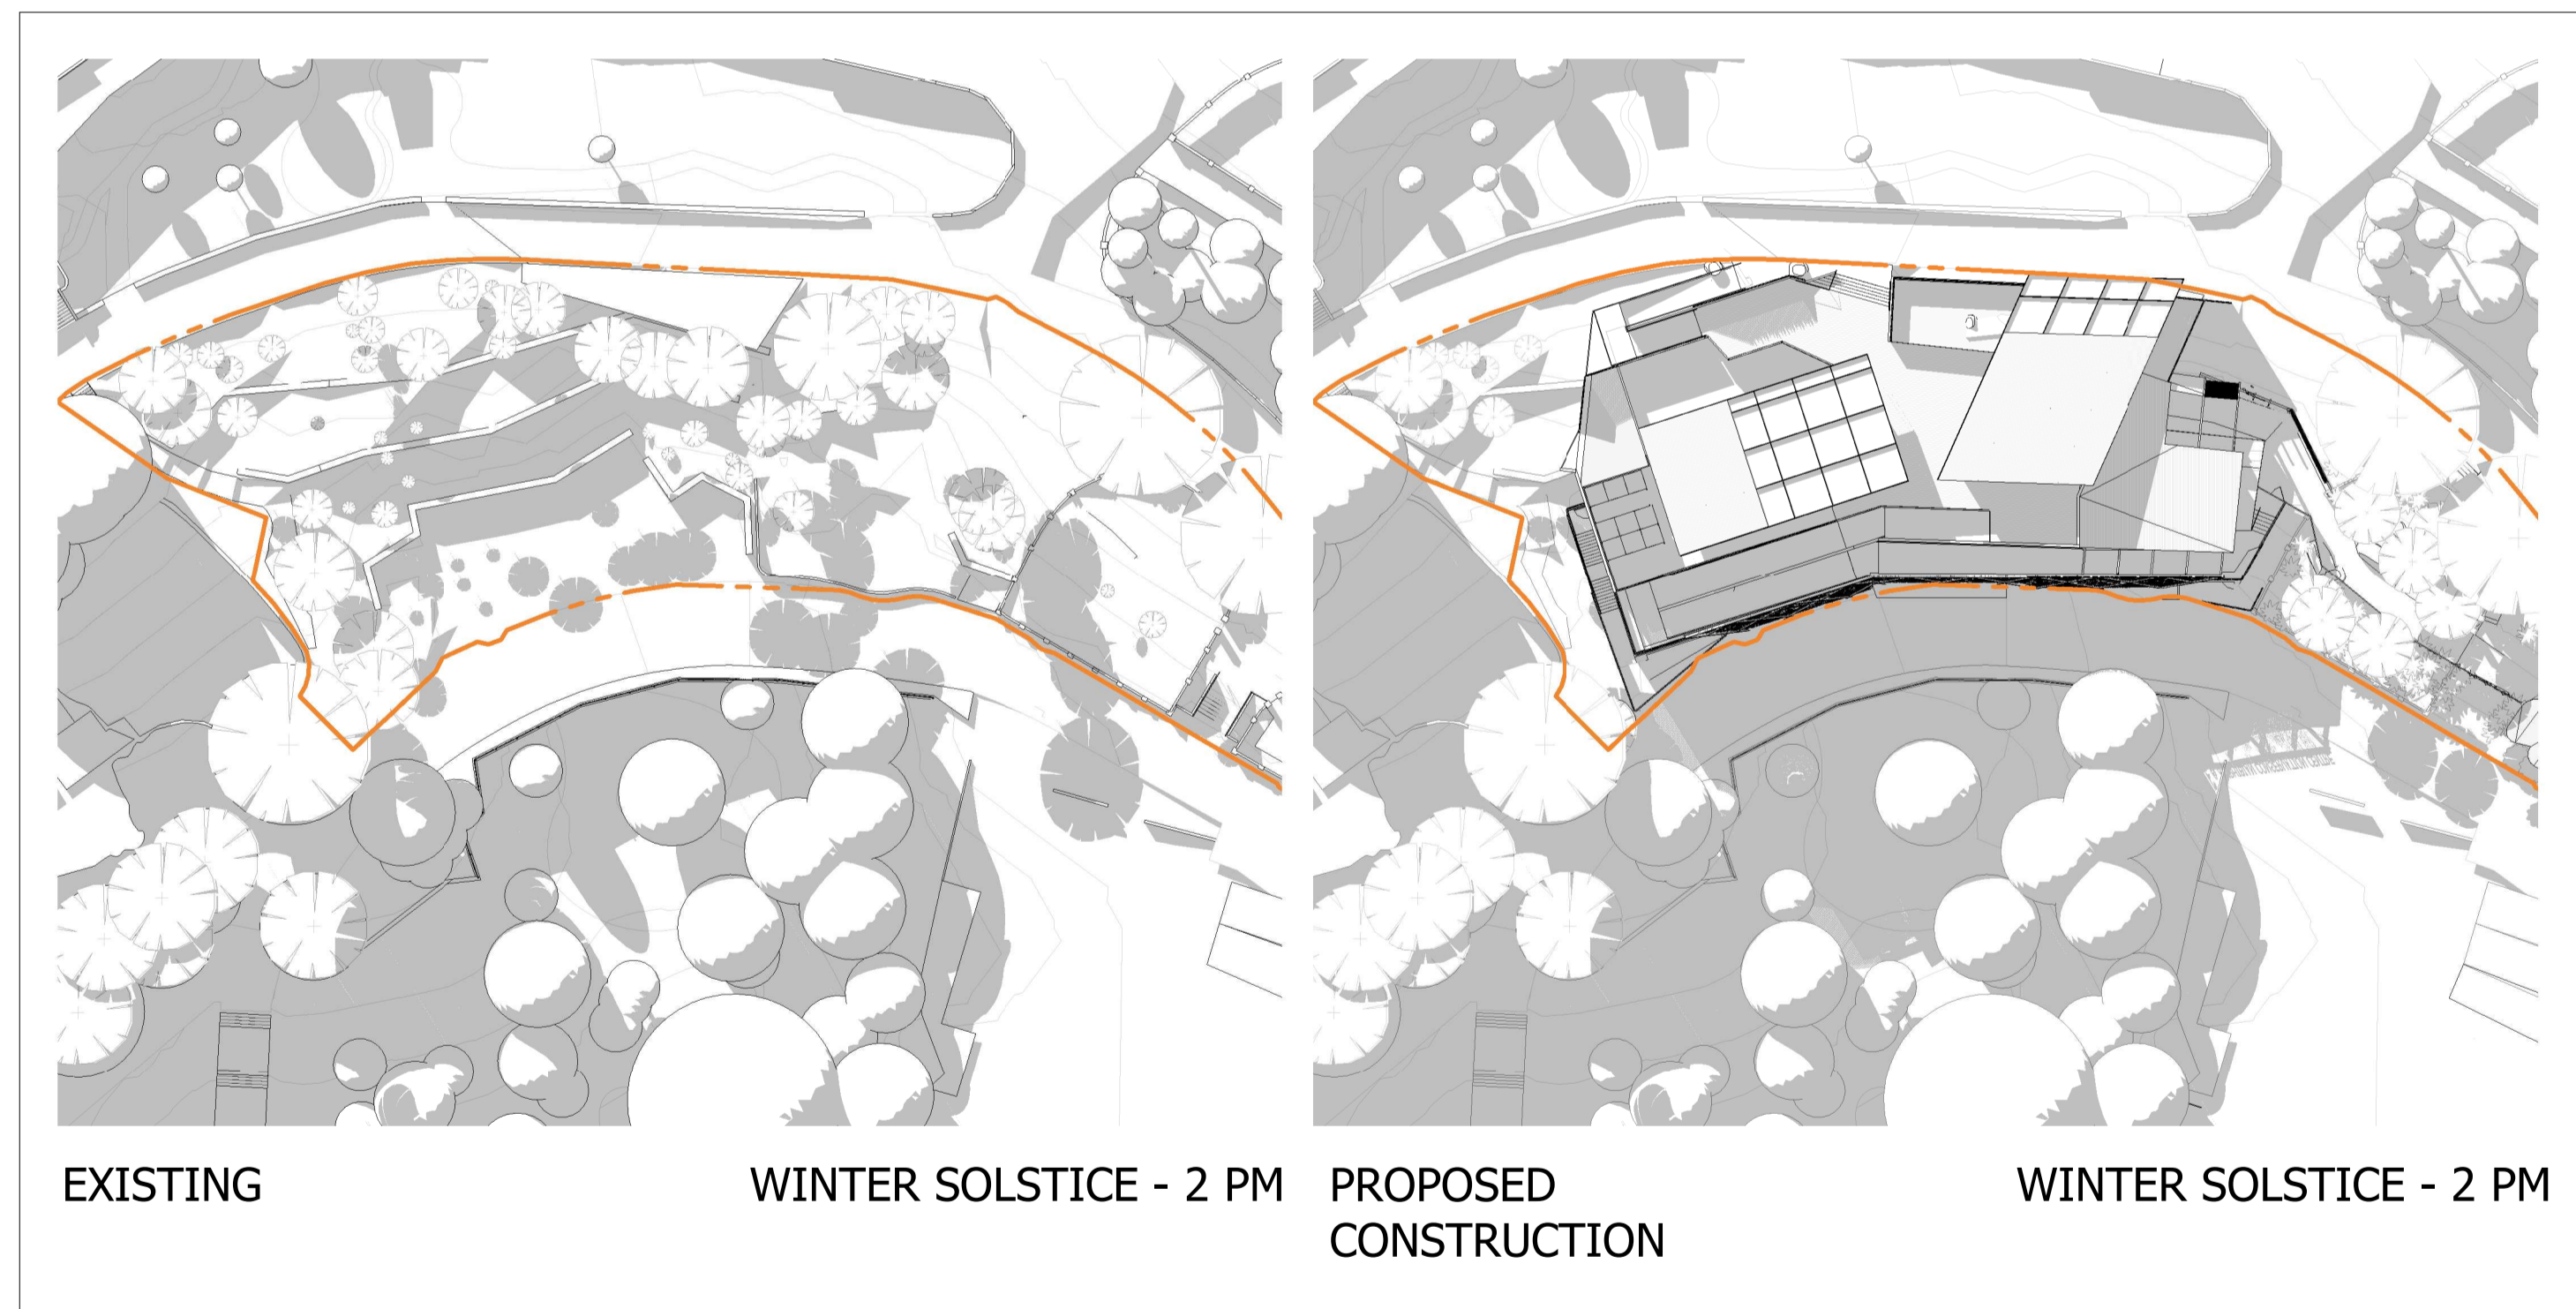 EXISTING
WINTER SOLSTICE - 2 PM
PROPOSED
CONSTRUCTION
WINTER SOLSTICE - 2 PM